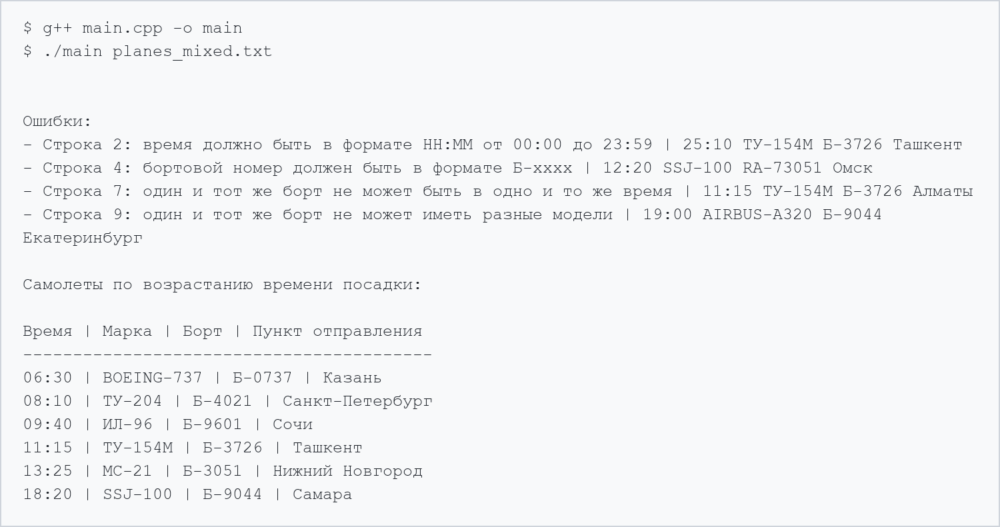 $ g++ main.cpp -o main
$ ./main planes_mixed.txt
Ошибки:
- Строка 2: время должно быть в формате HH:MM от 00:00 до 23:59 | 25:10 ТУ-154М Б-3726 Ташкент
- Строка 4: бортовой номер должен быть в формате Б-xxxx | 12:20 SSJ-100 RA-73051 Омск
- Строка 7: один и тот же борт не может быть в одно и то же время | 11:15 ТУ-154М Б-3726 Алматы
- Строка 9: один и тот же борт не может иметь разные модели | 19:00 AIRBUS-A320 Б-9044
Екатеринбург
Самолеты по возрастанию времени посадки:
Время | Марка | Борт | Пункт отправления
-----------------------------------------
06:30 | BOEING-737 | Б-0737 | Казань
08:10 | ТУ-204 | Б-4021 | Санкт-Петербург
09:40 | ИЛ-96 | Б-9601 | Сочи
11:15 | ТУ-154М | Б-3726 | Ташкент
13:25 | МС-21 | Б-3051 | Нижний Новгород
18:20 | SSJ-100 | Б-9044 | Самара